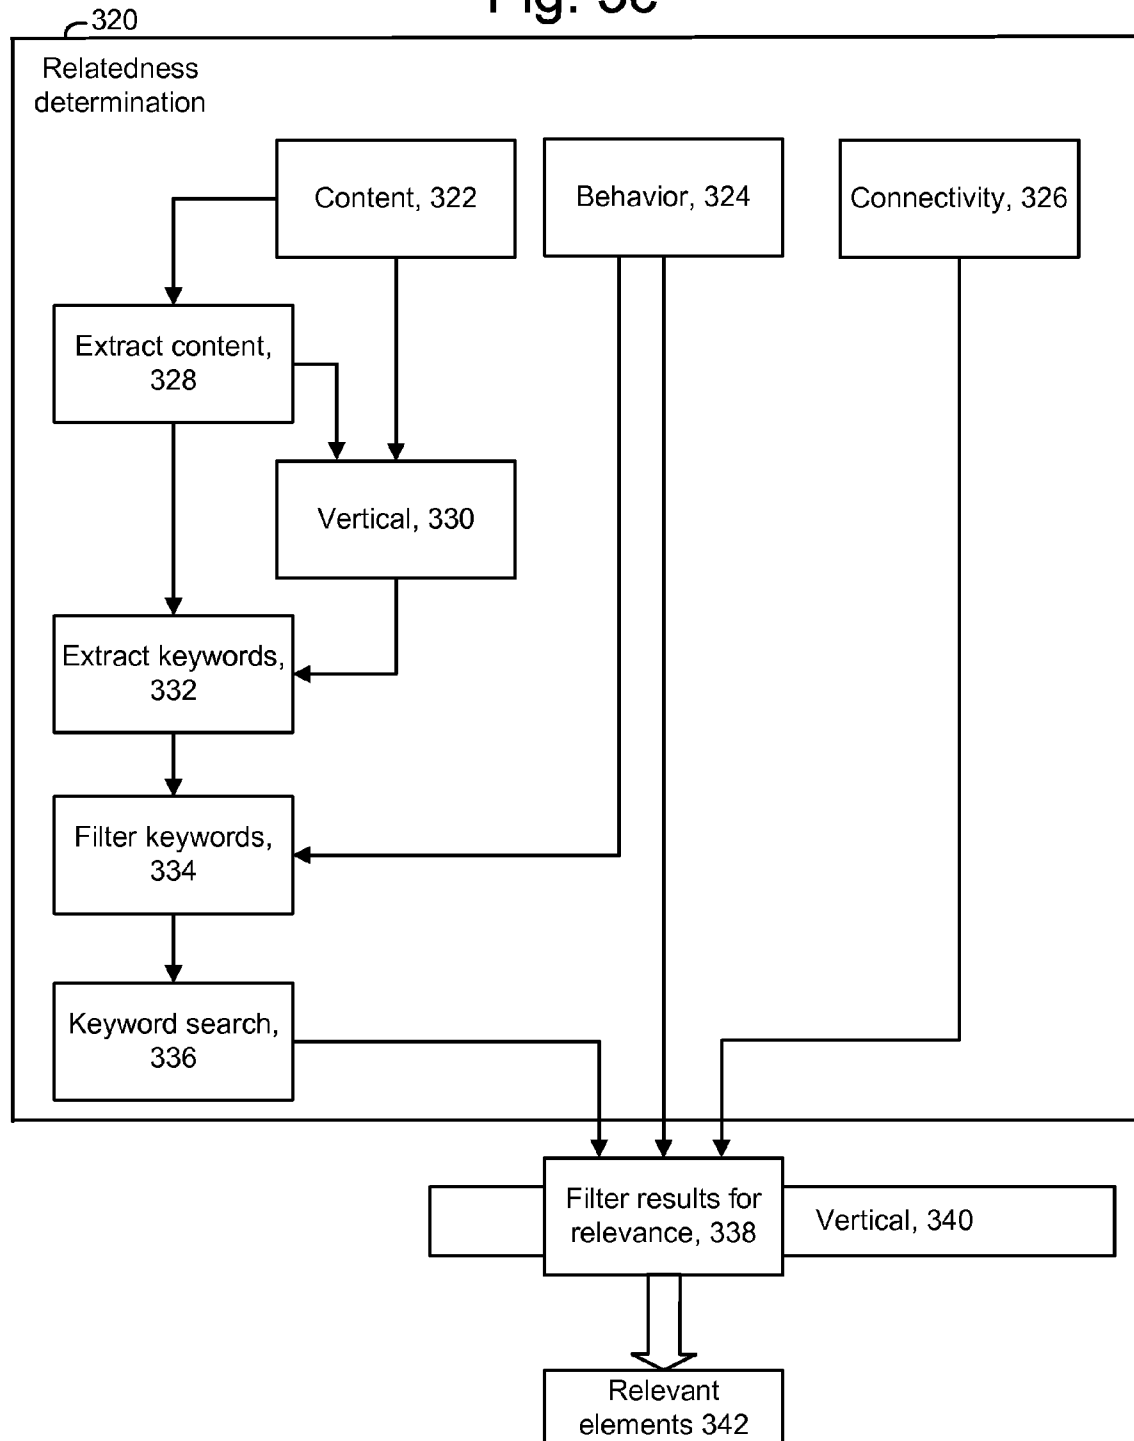 320
Relatedness
determination
Content, 322
Behavior, 324
Connectivity, 326
Extract content,
328
Vertical, 330
Extract keywords,
332
Filter keywords,
334
Keyword search,
336
Filter results for
relevance, 338
Vertical, 340
Relevant
elements 342